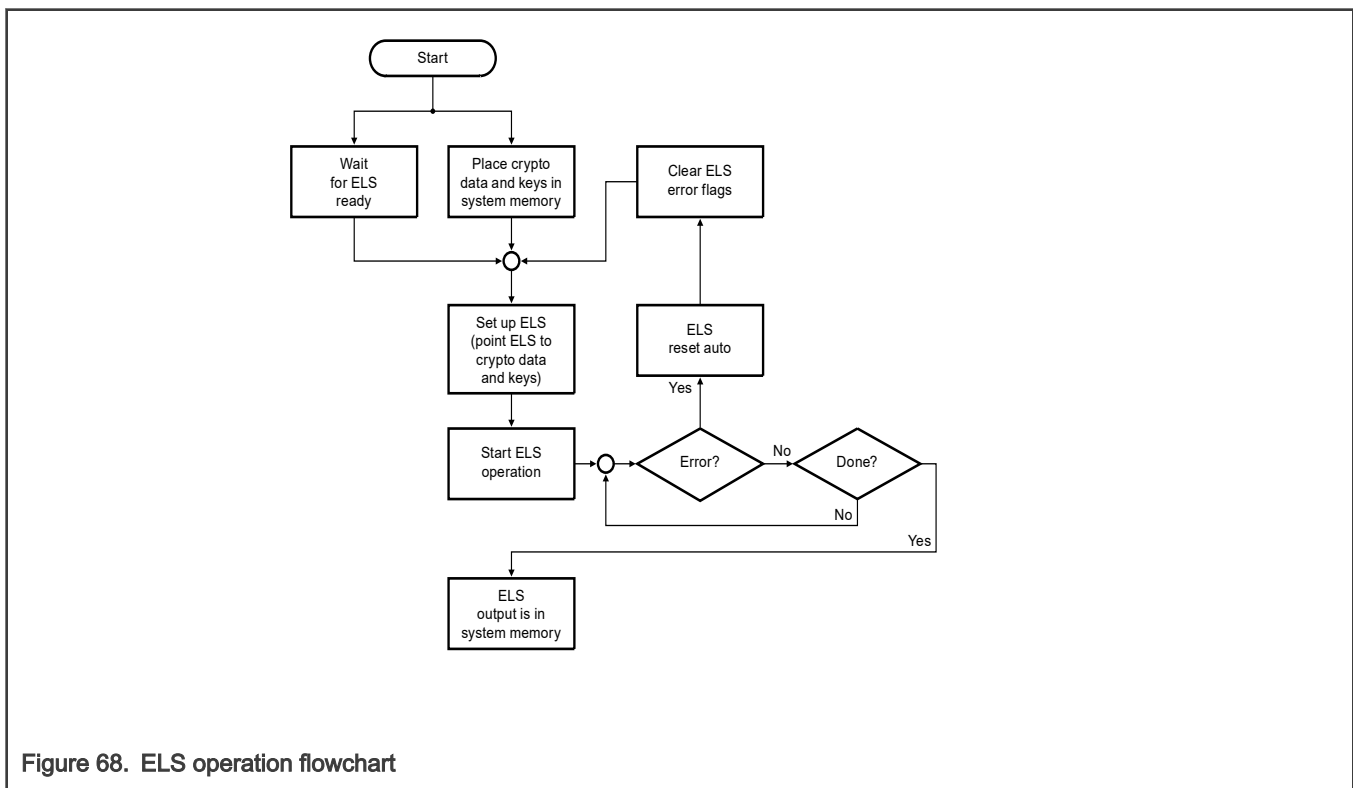 Start
Wait
for ELS
ready
Place crypto
data and keys in
system memory
Clear ELS
error flags
Set up ELS
(point ELS to
crypto data
and keys)
ELS
reset auto
Yes
Start ELS
operation
Error?
No
Done?
No
Yes
ELS
output is in
system memory
Figure 68. ELS operation flowchart